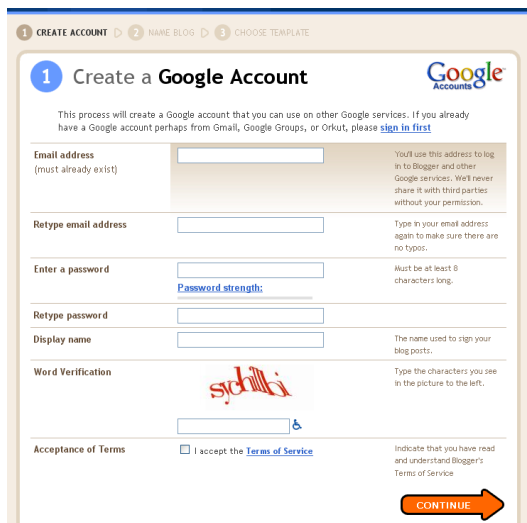 1 CREATE ACCOUNT 2 NAME BLOG 3 CHOOSE TEMPLATE
1 Create a Google Account
Google
Accounts
This process will create a Google account that you can use on other Google services. If you already
have a Google account perhaps from Gmail, Google Groups, or Orkut, please sign in first
Email address
(must already exist)
You'll use this address to log
in to Blogger and other
Google services. We'll never
share it with third parties
without your permission.
Retype email address
Type in your email address
again to make sure there are
no typos.
Enter a password
Password strength:
Must be at least 8
characters long.
Retype password
Display name
The name used to sign your
blog posts.
Word Verification
Type the characters you see
in the picture to the left.
Acceptance of Terms
I accept the Terms of Service
Indicate that you have read
and understand Blogger's
Terms of Service
CONTINUE